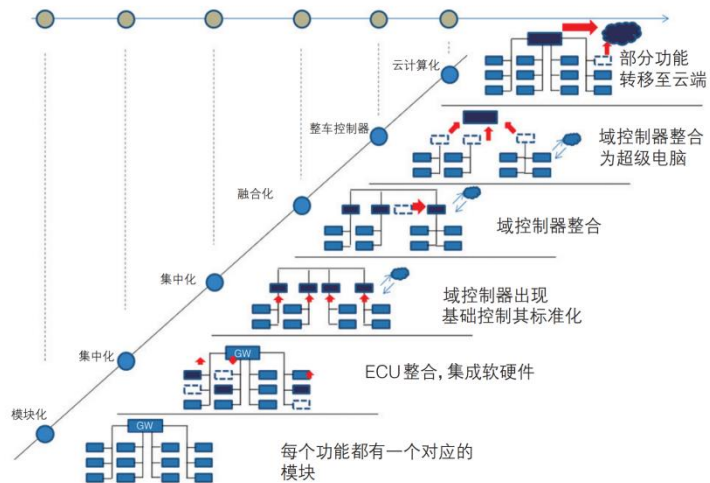 云计算化
部分功能
转移至云端
整车控制器
域控制器整合
为超级电脑
融合化
域控制器整合
集中化
域控制器出现
基础控制其标准化
集中化
GW
ECU整合,集成软硬件
模块化
GW
每个功能都有一个对应的
模块